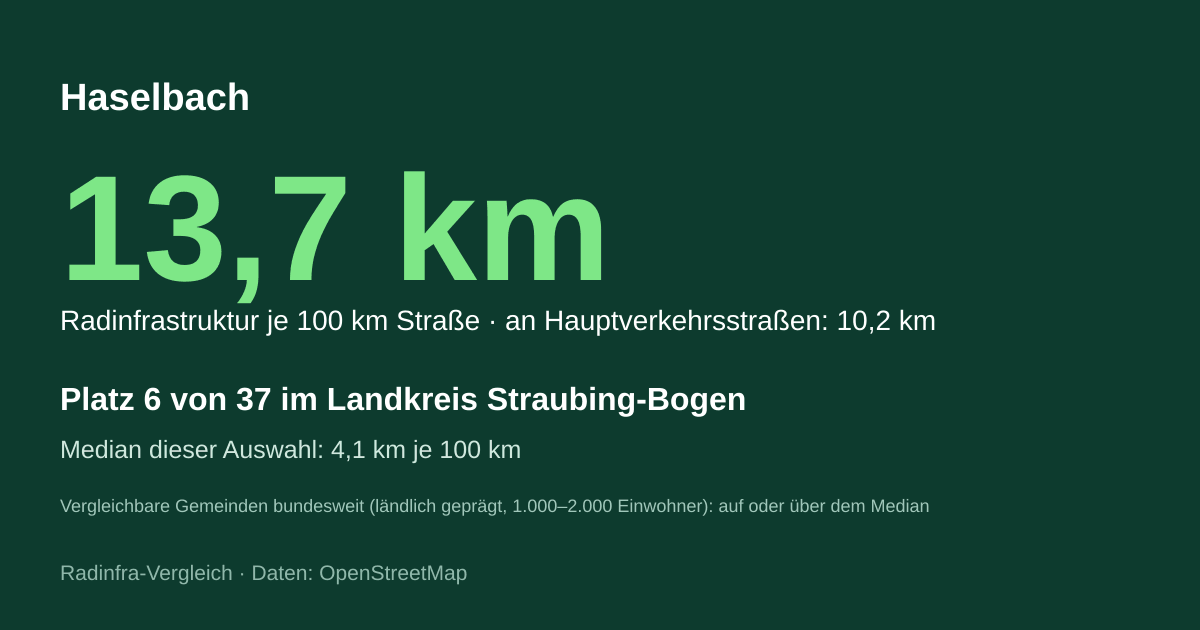 Haselbach
13,7 km
Radinfrastruktur je 100 km Straße · an Hauptverkehrsstraßen: 10,2 km
Platz 6 von 37 im Landkreis Straubing-Bogen
Median dieser Auswahl: 4,1 km je 100 km
Vergleichbare Gemeinden bundesweit (ländlich geprägt, 1.000–2.000 Einwohner): auf oder über dem Median
Radinfra-Vergleich · Daten: OpenStreetMap